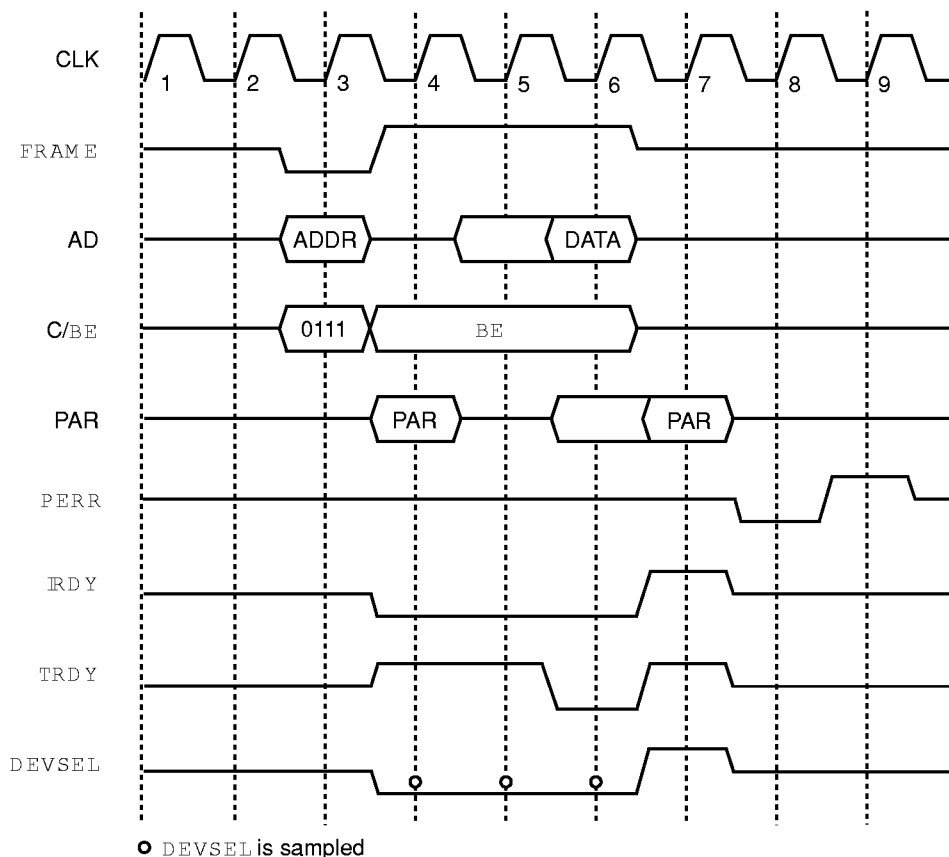 CLK
1 2 3 4 5 6 7 8 9
FRAME
AD ADDR DATA
C/BE 0111 BE
PAR PAR PAR
PERR
IRDY
TRDY
DEVSEL
DEVSEL is sampled